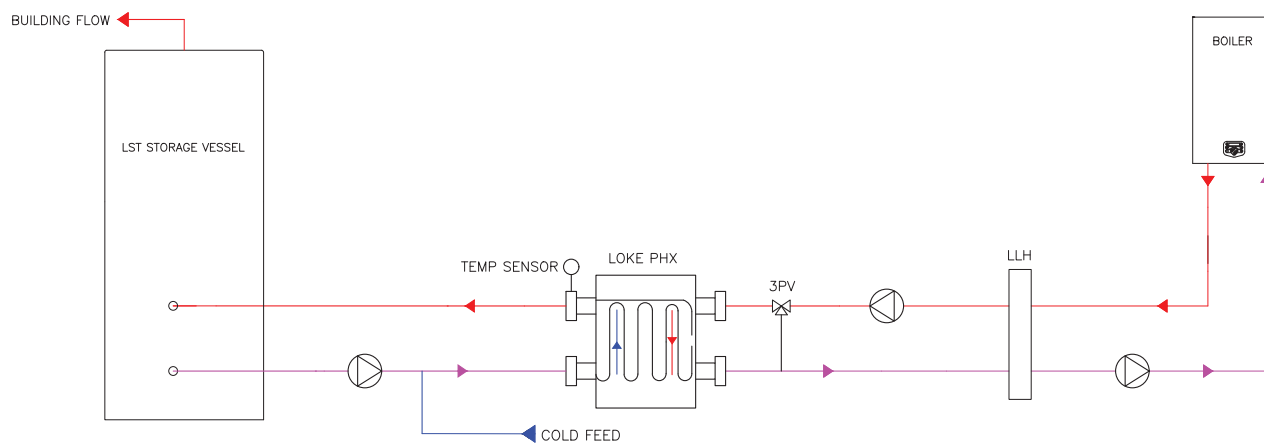 BUILDING FLOW
BOILER
LST STORAGE VESSEL
LOKE PHX
LLH
TEMP SENSOR
3PV
COLD FEED